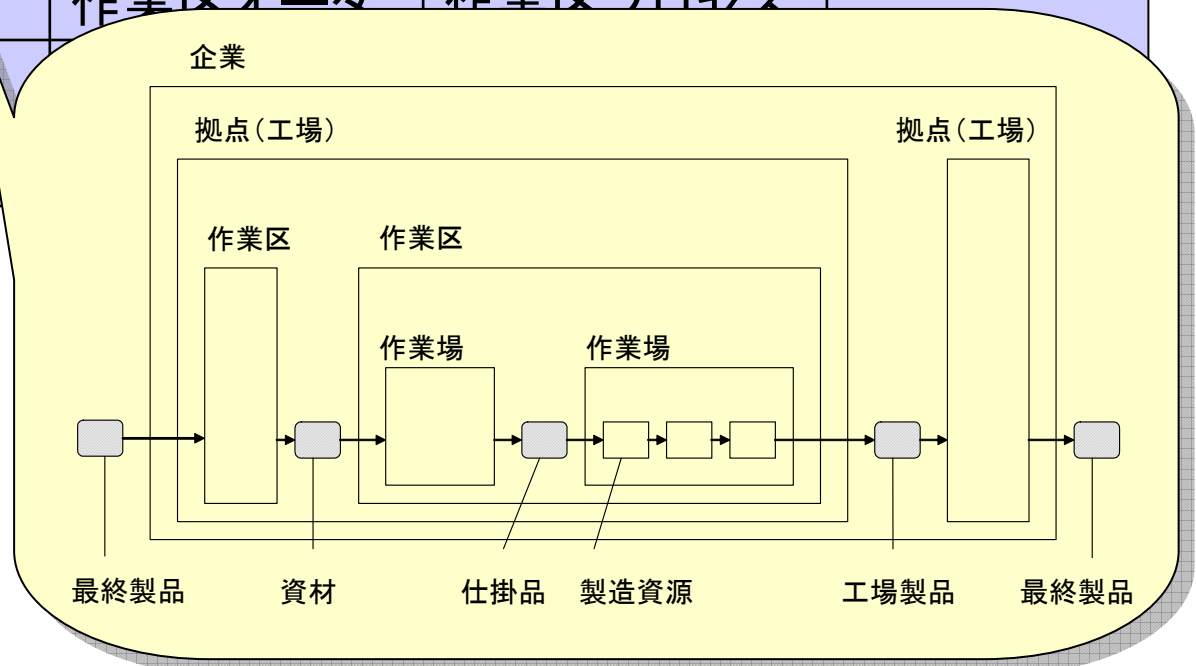 企業
拠点(工場)
拠点(工場)
作業区
作業区
作業場
作業場
最終製品
資材
仕掛品
製造資源
工場製品
最終製品